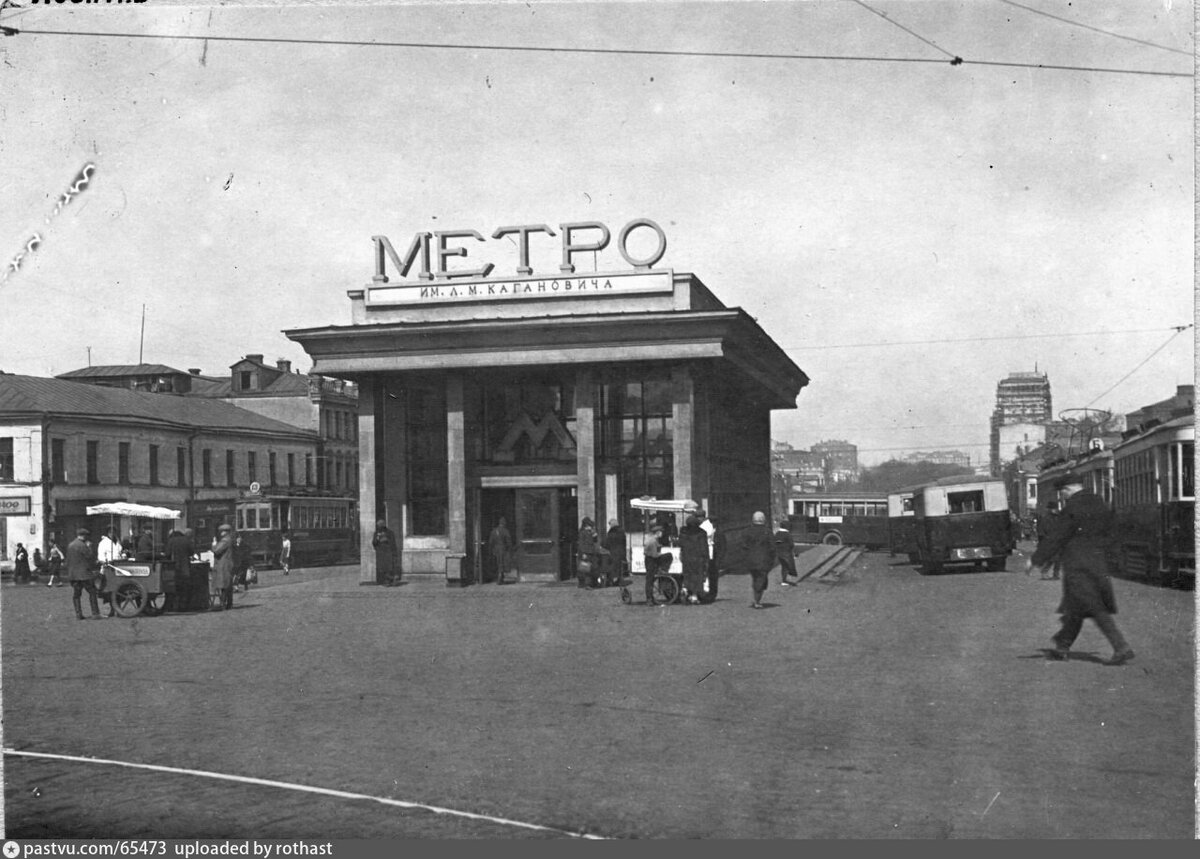 МЕТРО
ИМ. Л. М. КАГАНОВИЧА
М
Б
pastvu.com/65473 uploaded by rothast